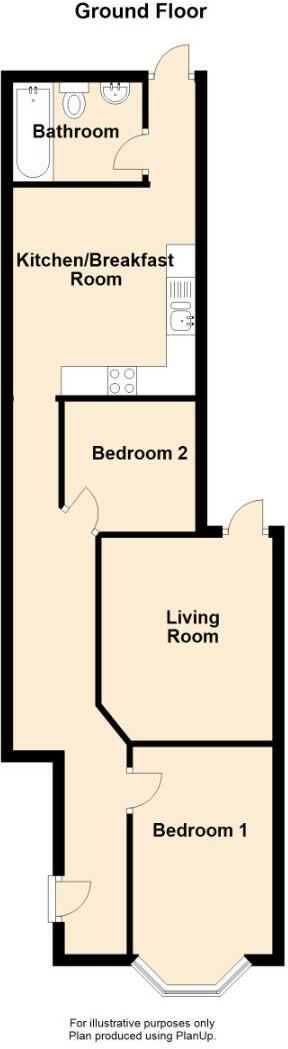 Ground Floor
Bathroom
Kitchen/Breakfast
Room
Bedroom 2
Living
Room
Bedroom 1
For illustrative purposes only
Plan produced using PlanUp.